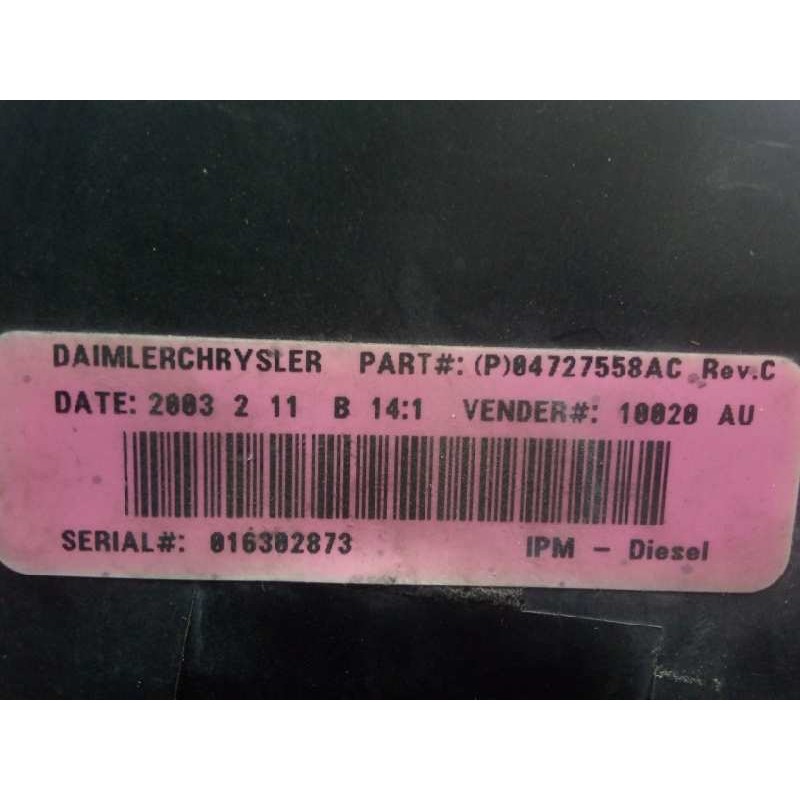 DAIMLERCHRYSLER PART#: (P)04727558AC Rev.C
DATE: 2003 2 11 B 14:1 VENDER#: 10020 AU
SERIAL#: 016302873 IPM - Diesel